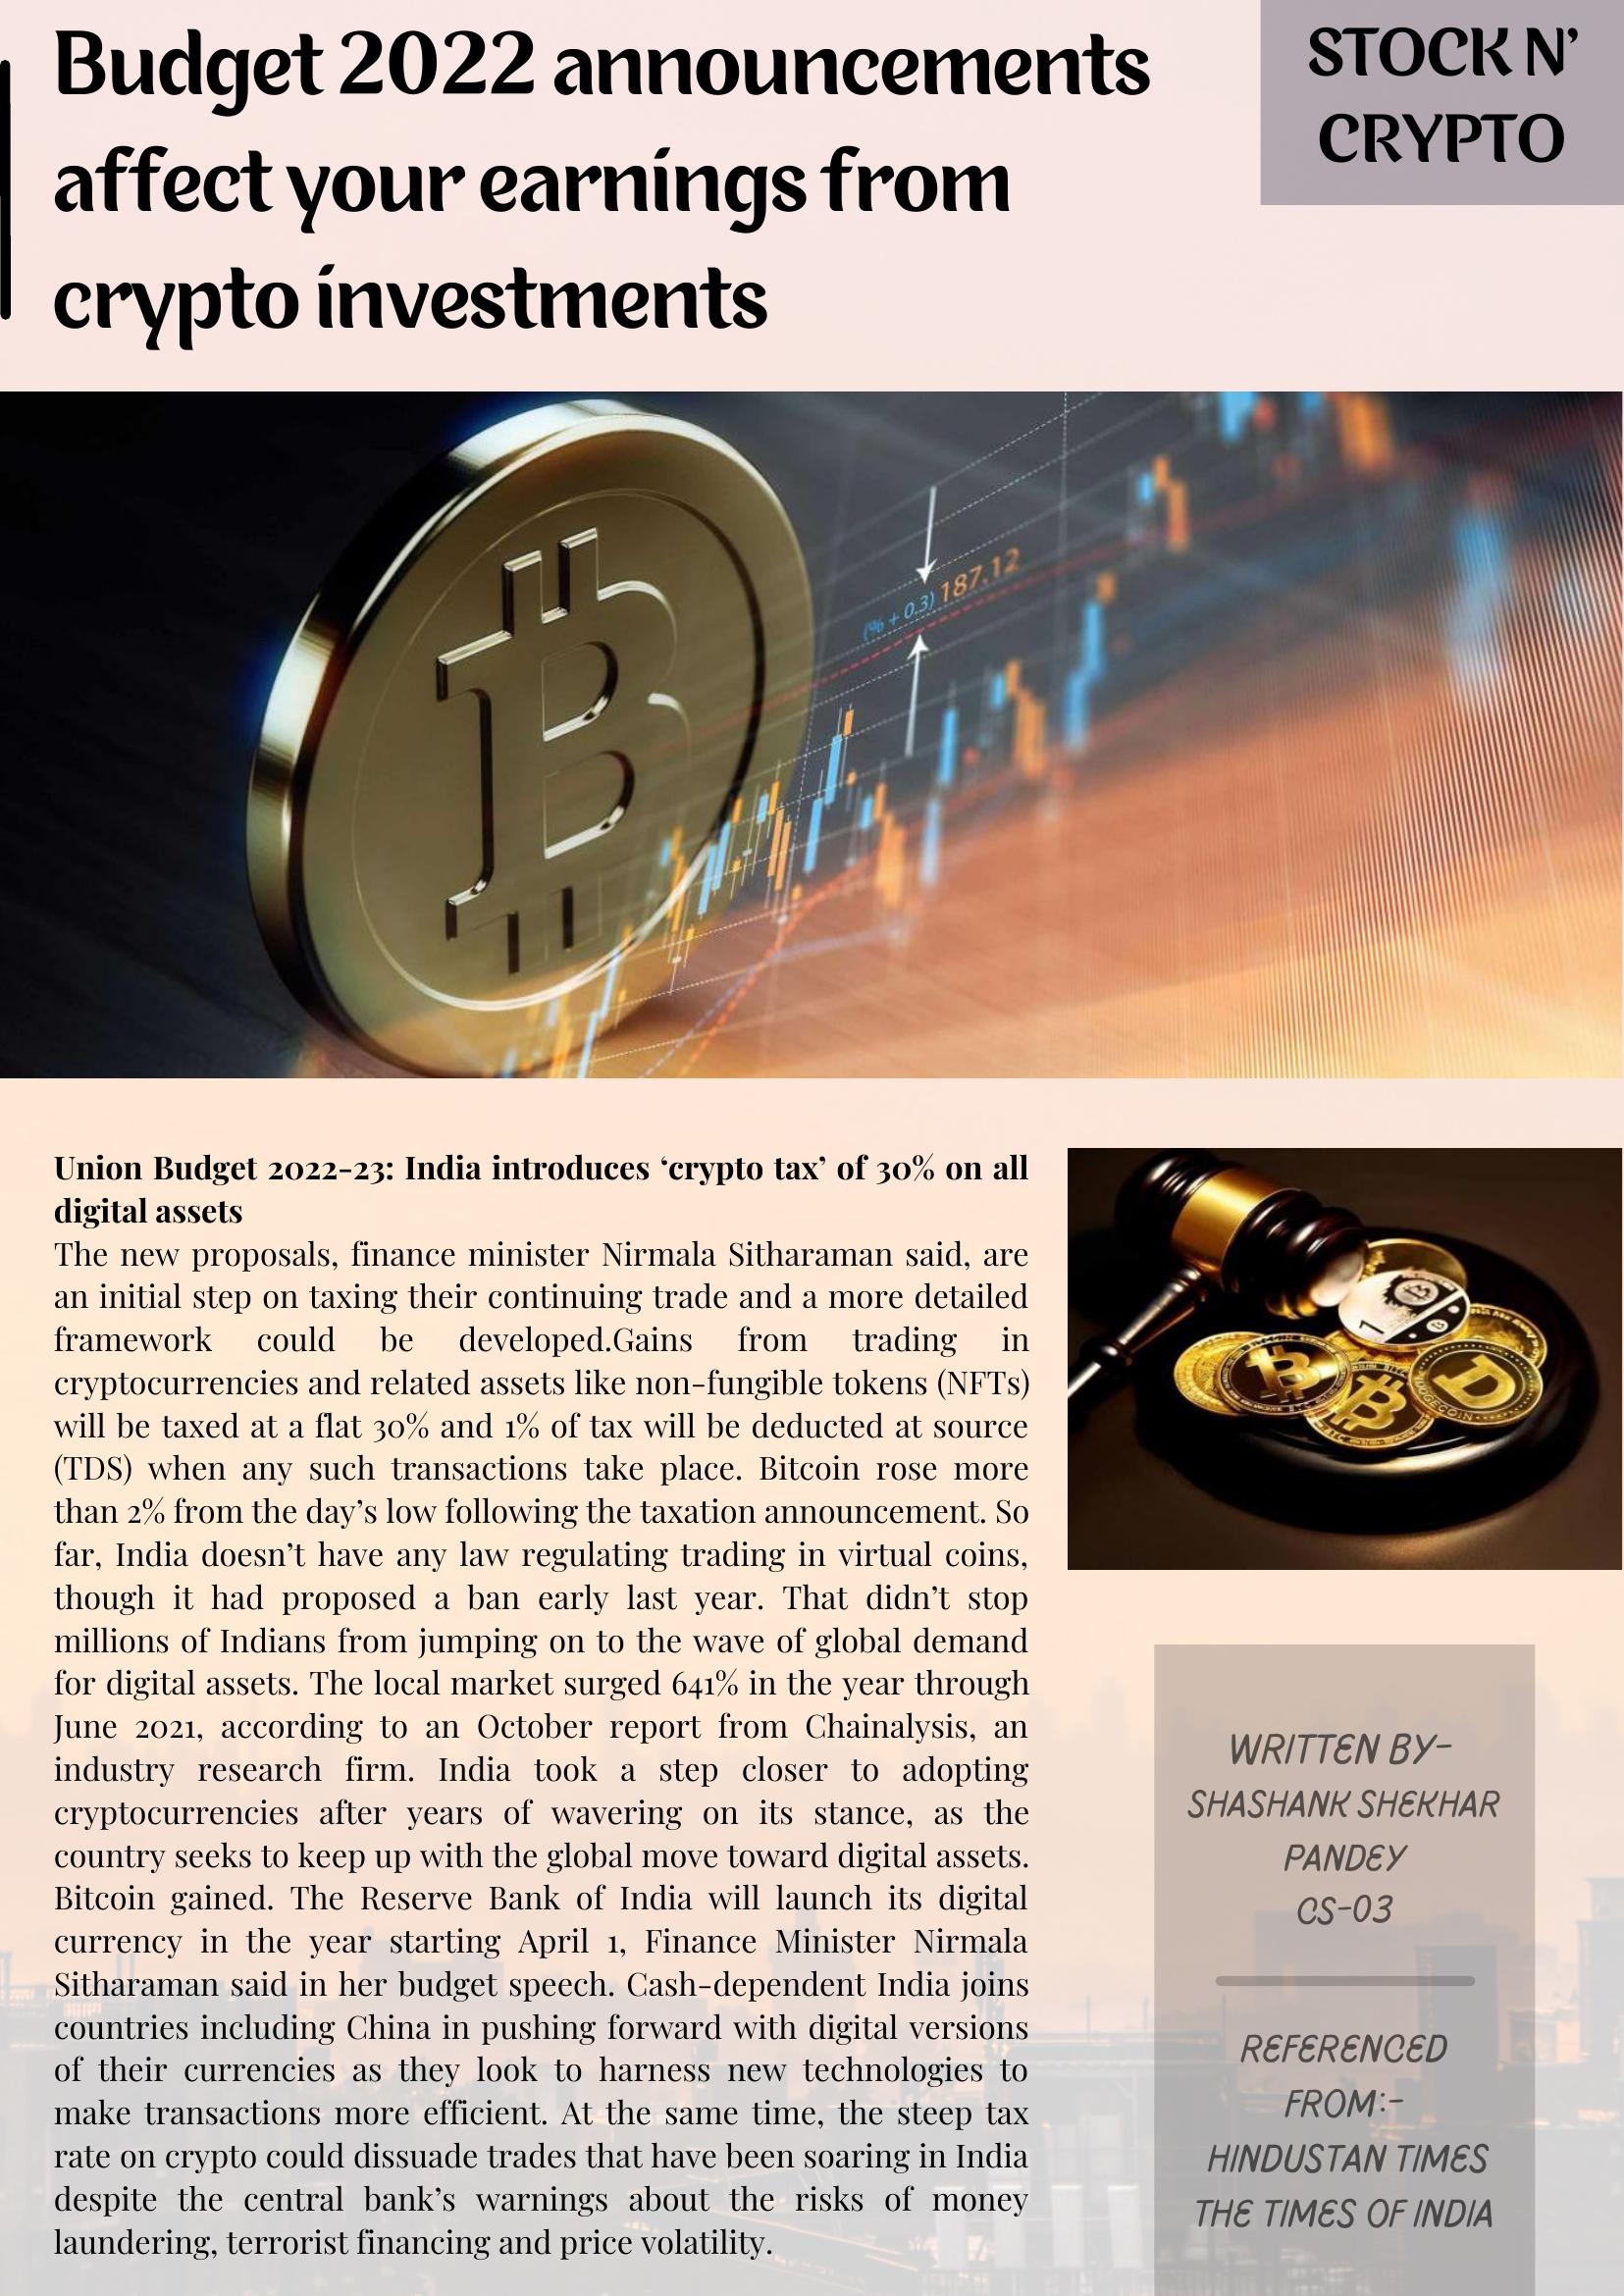 Budget 2022 announcements
affect your earnings from
crypto investments
STOCK N’
CRYPTO
(% + 0.3) 187.12
Union Budget 2022-23: India introduces ‘crypto tax’ of 30% on all
digital assets
The new proposals, finance minister Nirmala Sitharaman said, are
an initial step on taxing their continuing trade and a more detailed
framework could be developed.Gains from trading in
cryptocurrencies and related assets like non-fungible tokens (NFTs)
will be taxed at a flat 30% and 1% of tax will be deducted at source
(TDS) when any such transactions take place. Bitcoin rose more
than 2% from the day’s low following the taxation announcement. So
far, India doesn’t have any law regulating trading in virtual coins,
though it had proposed a ban early last year. That didn’t stop
millions of Indians from jumping on to the wave of global demand
for digital assets. The local market surged 641% in the year through
June 2021, according to an October report from Chainalysis, an
industry research firm. India took a step closer to adopting
cryptocurrencies after years of wavering on its stance, as the
country seeks to keep up with the global move toward digital assets.
Bitcoin gained. The Reserve Bank of India will launch its digital
currency in the year starting April 1, Finance Minister Nirmala
Sitharaman said in her budget speech. Cash-dependent India joins
countries including China in pushing forward with digital versions
of their currencies as they look to harness new technologies to
make transactions more efficient. At the same time, the steep tax
rate on crypto could dissuade trades that have been soaring in India
despite the central bank’s warnings about the risks of money
laundering, terrorist financing and price volatility.
WRITTEN BY-
SHASHANK SHEKHAR
PANDEY
CS-03
REFERENCED
FROM:-
HINDUSTAN TIMES
THE TIMES OF INDIA